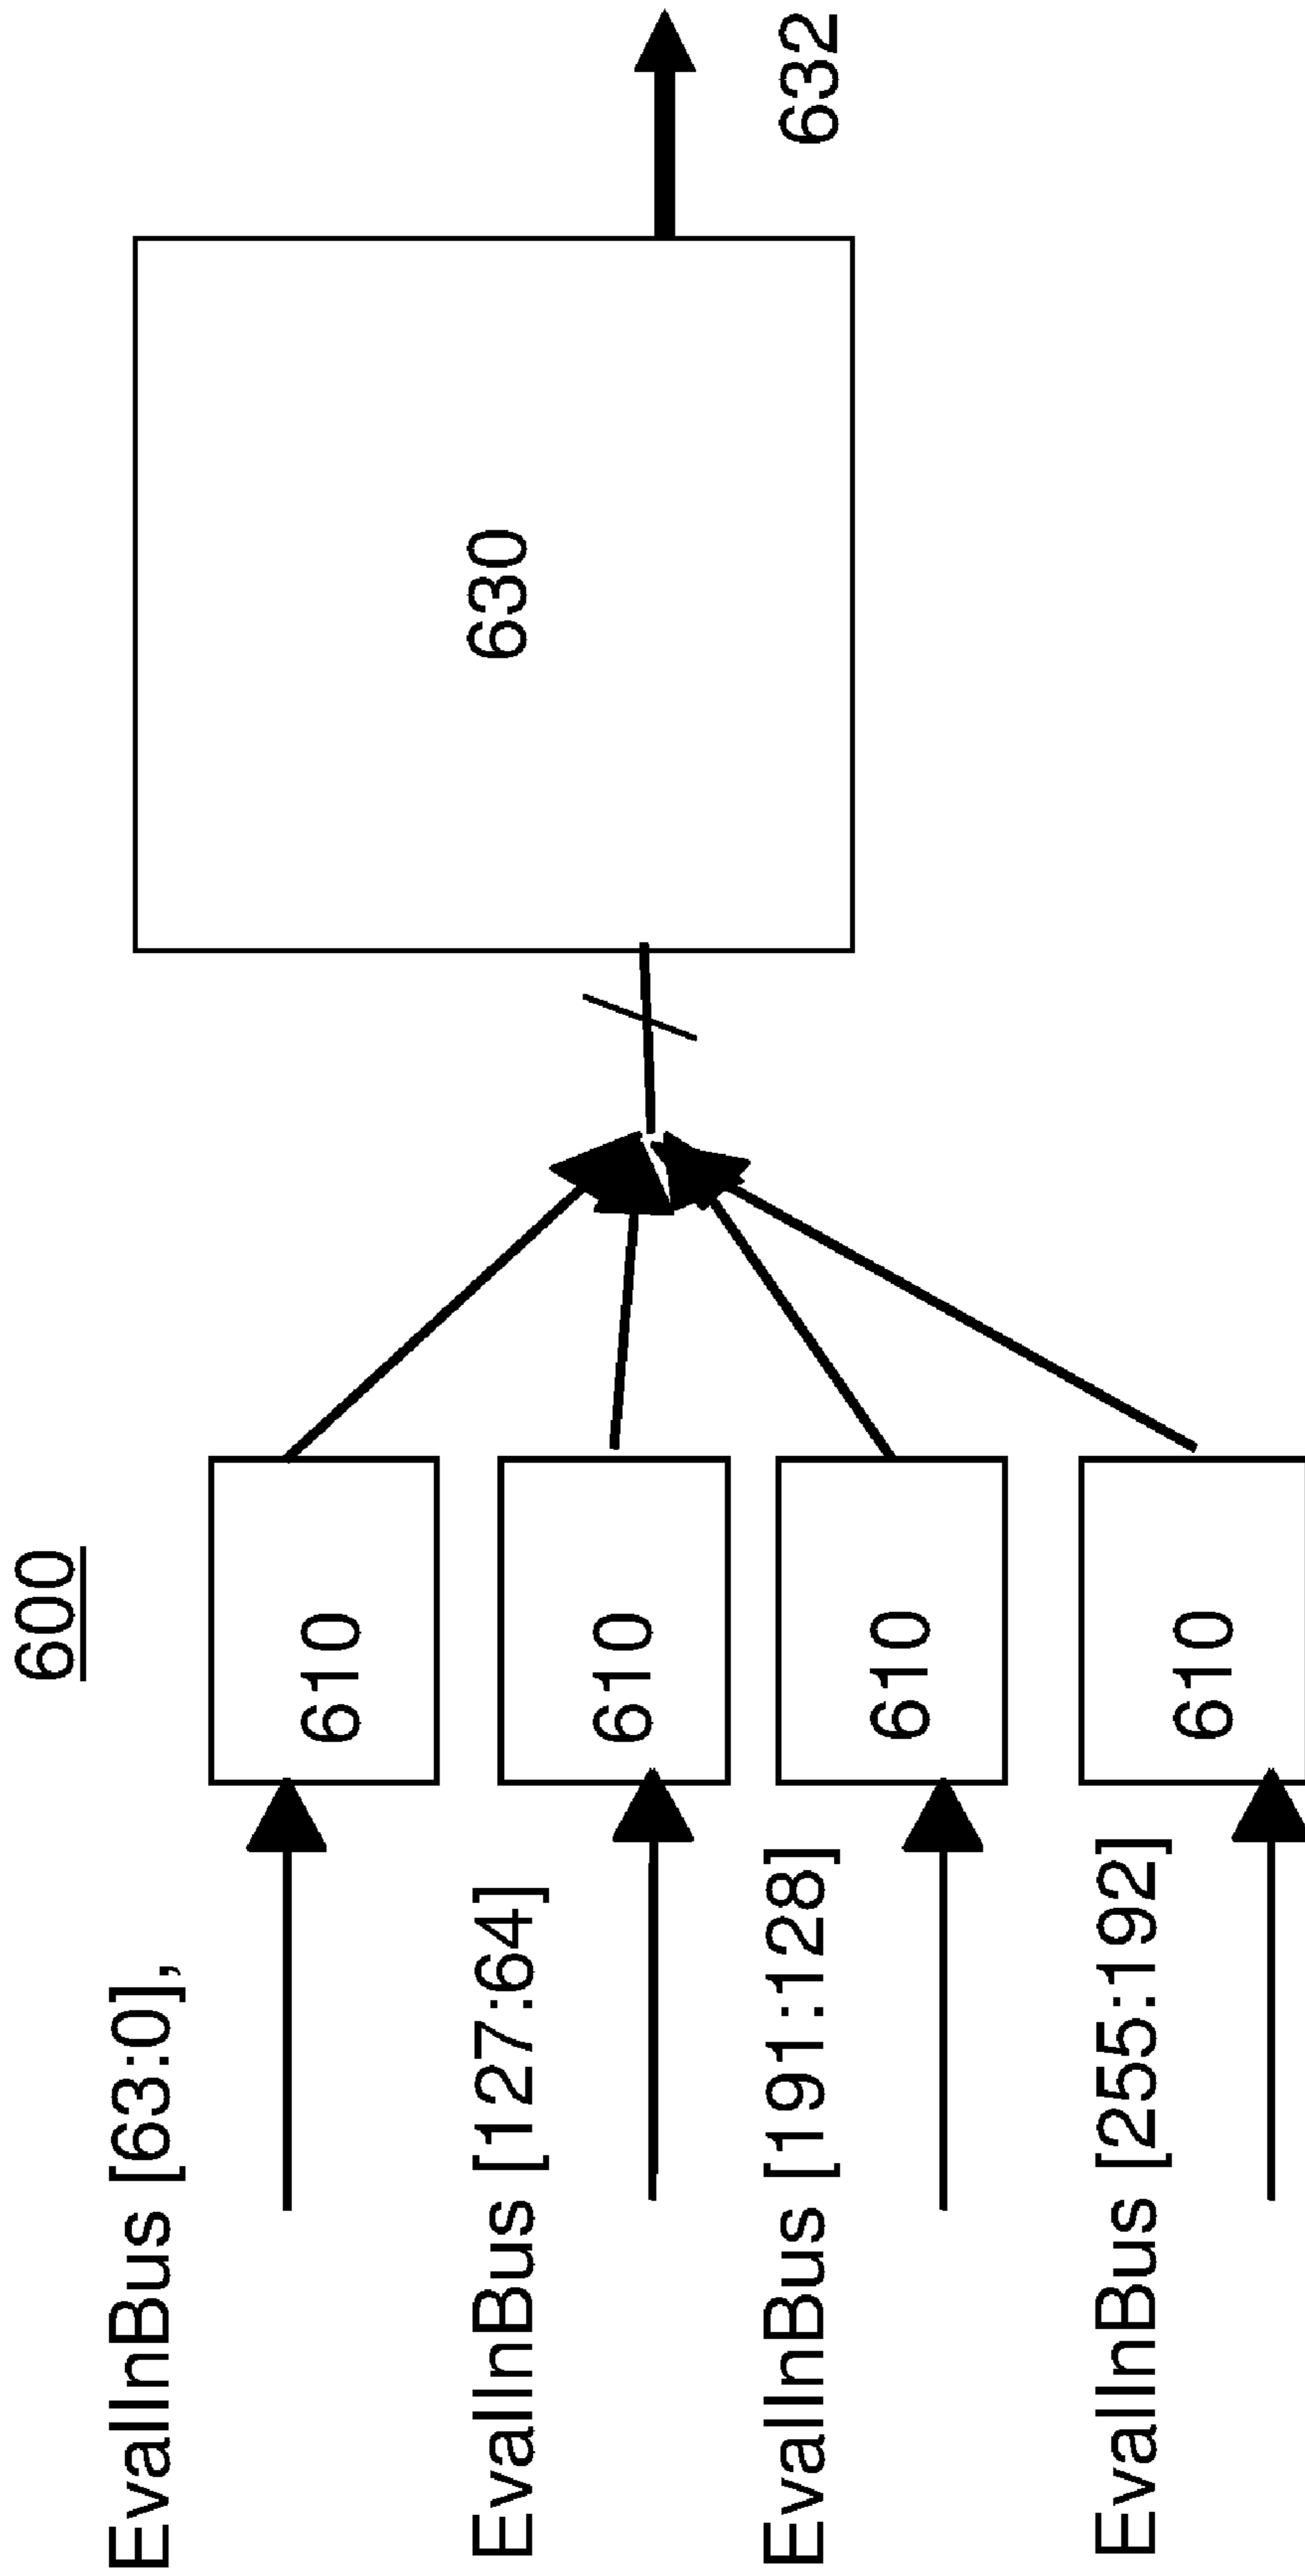 600
EvalInBus [63:0],
610
EvalInBus [127:64]
610
EvalInBus [191:128]
610
EvalInBus [255:192]
610
630
632